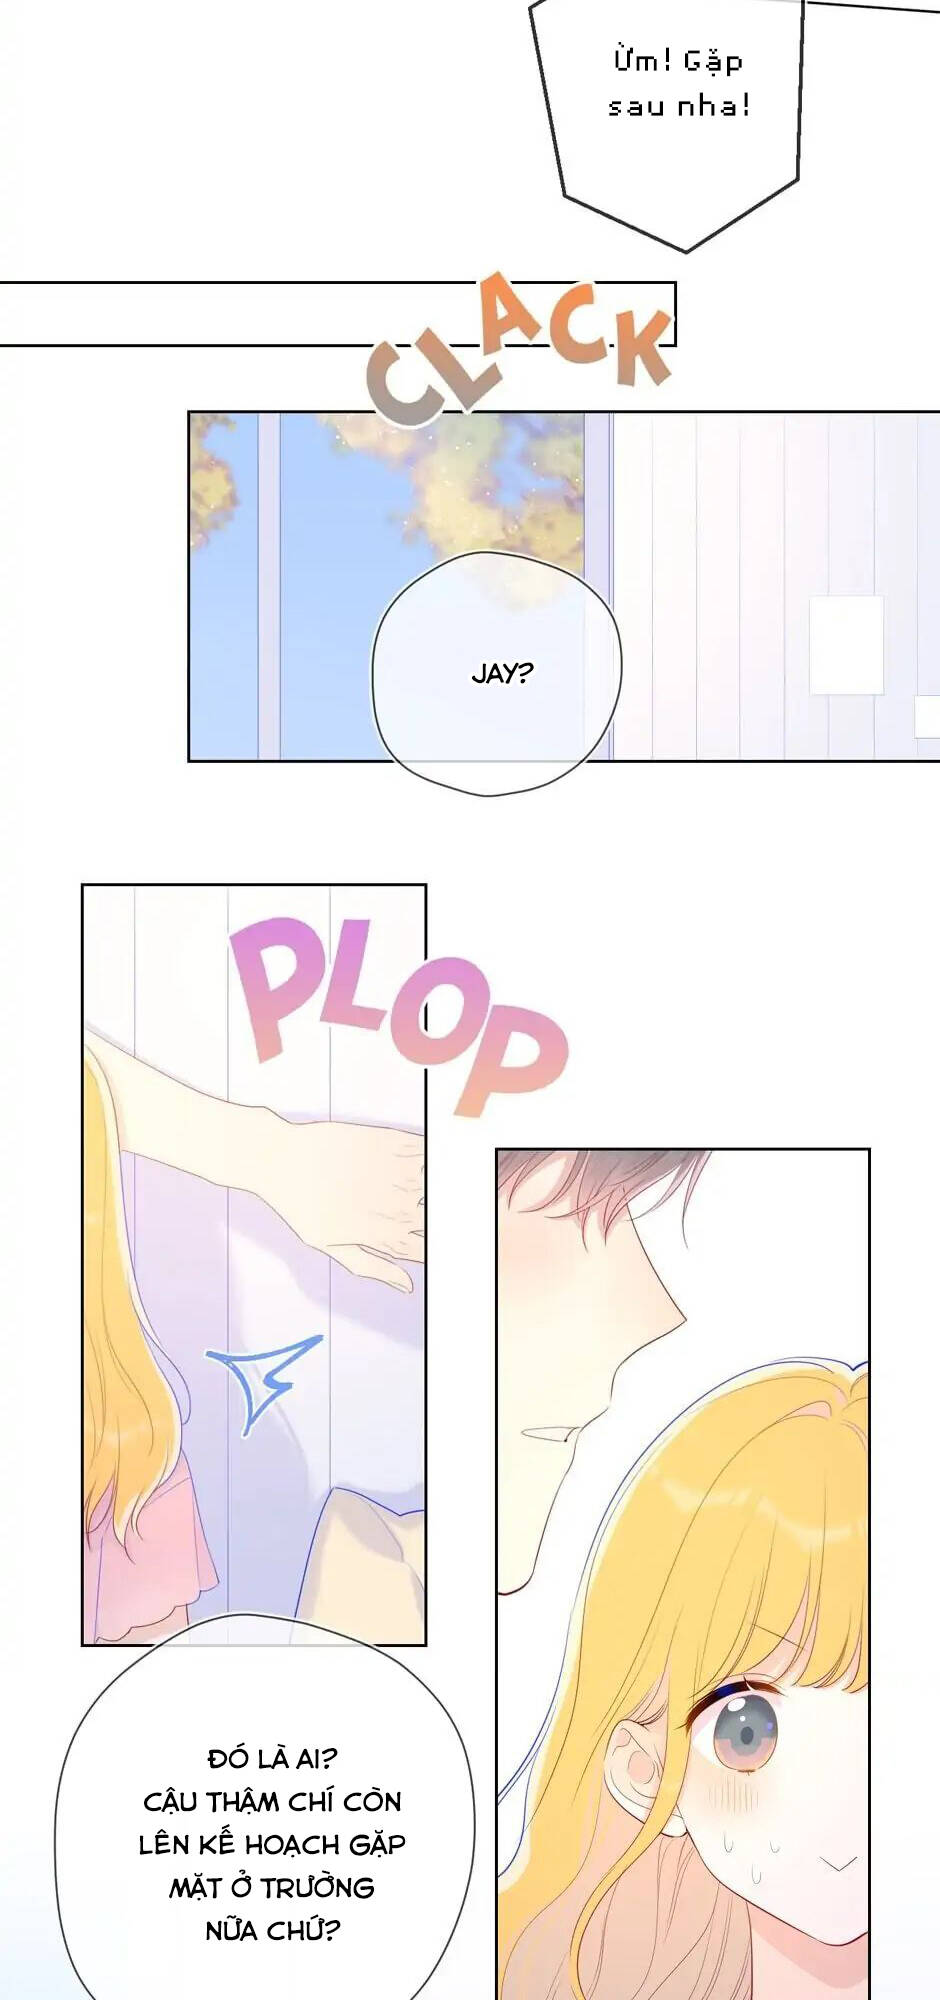 Ừm! Gặp
sau nha!
CLACK
JAY?
PLOP
ĐÓ LÀ AI?
CẬU THẬM CHÍ CÒN
LÊN KẾ HOẠCH GẶP
MẶT Ở TRƯỜNG
NỮA CHỨ?